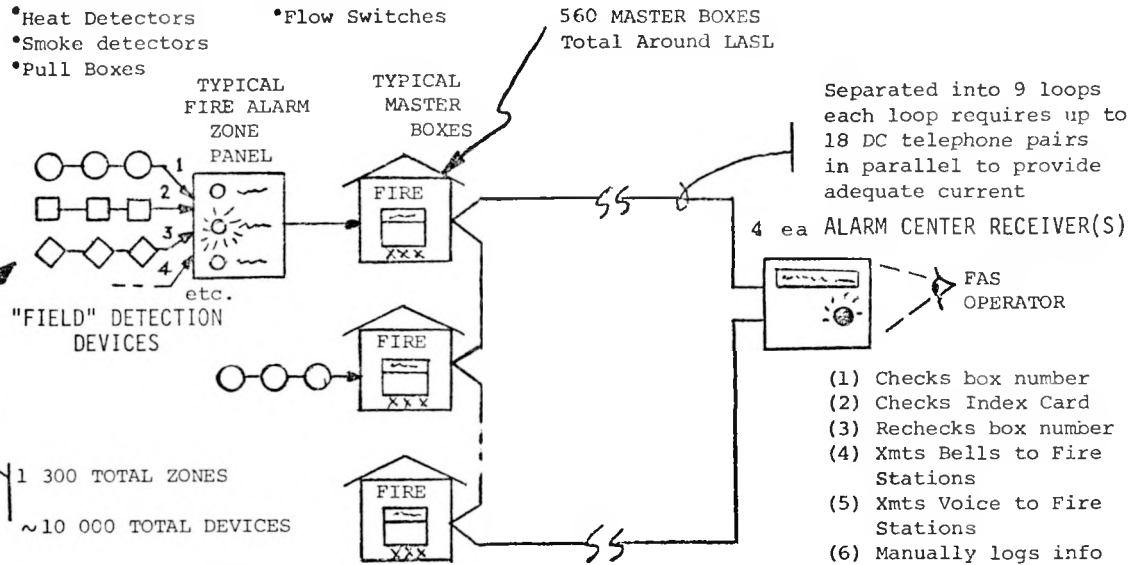 •Heat Detectors
•Smoke detectors
•Pull Boxes
•Flow Switches
560 MASTER BOXES
Total Around LASL
TYPICAL
FIRE ALARM
ZONE
PANEL
TYPICAL
MASTER
BOXES
Separated into 9 loops
each loop requires up to
18 DC telephone pairs
in parallel to provide
adequate current
1
2
3
4
etc.
"FIELD" DETECTION
DEVICES
FIRE
XXX
FIRE
XXX
FIRE
XXX
4 ea ALARM CENTER RECEIVER(S)
FAS
OPERATOR
(1) Checks box number
(2) Checks Index Card
(3) Rechecks box number
(4) Xmts Bells to Fire
Stations
(5) Xmts Voice to Fire
Stations
(6) Manually logs info
1 300 TOTAL ZONES
~10 000 TOTAL DEVICES